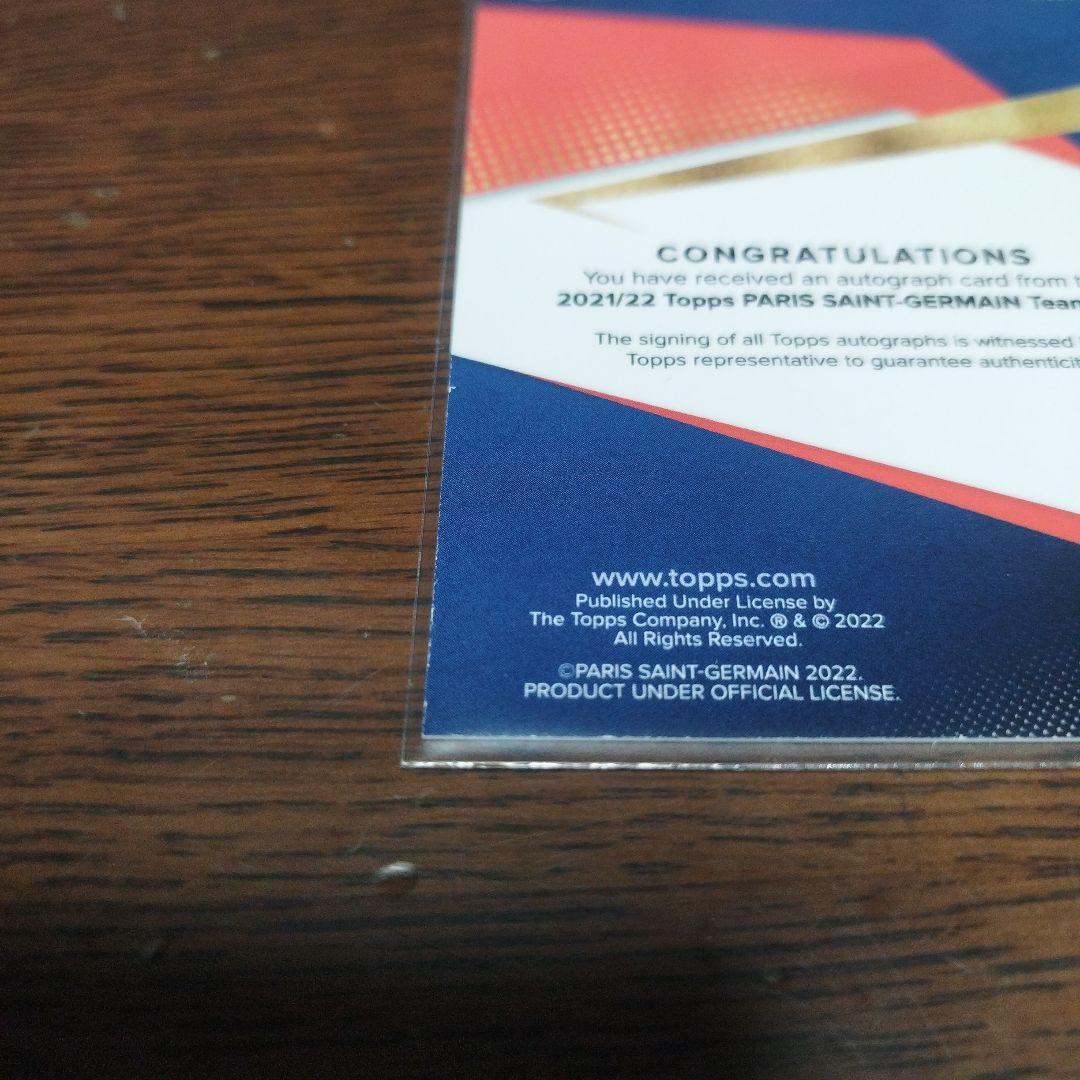 CONGRATULATIONS
You have received an autograph card from
2021/22 Topps PARIS SAINT-GERMAIN
The signing of all Topps autographs is witnessed
Topps representative to guarantee
www.topps.com
Published Under License by
The Topps Company, Inc. ® & © 2022
All Rights Reserved.
©PARIS SAINT-GERMAIN 2022.
PRODUCT UNDER OFFICIAL LICENSE.